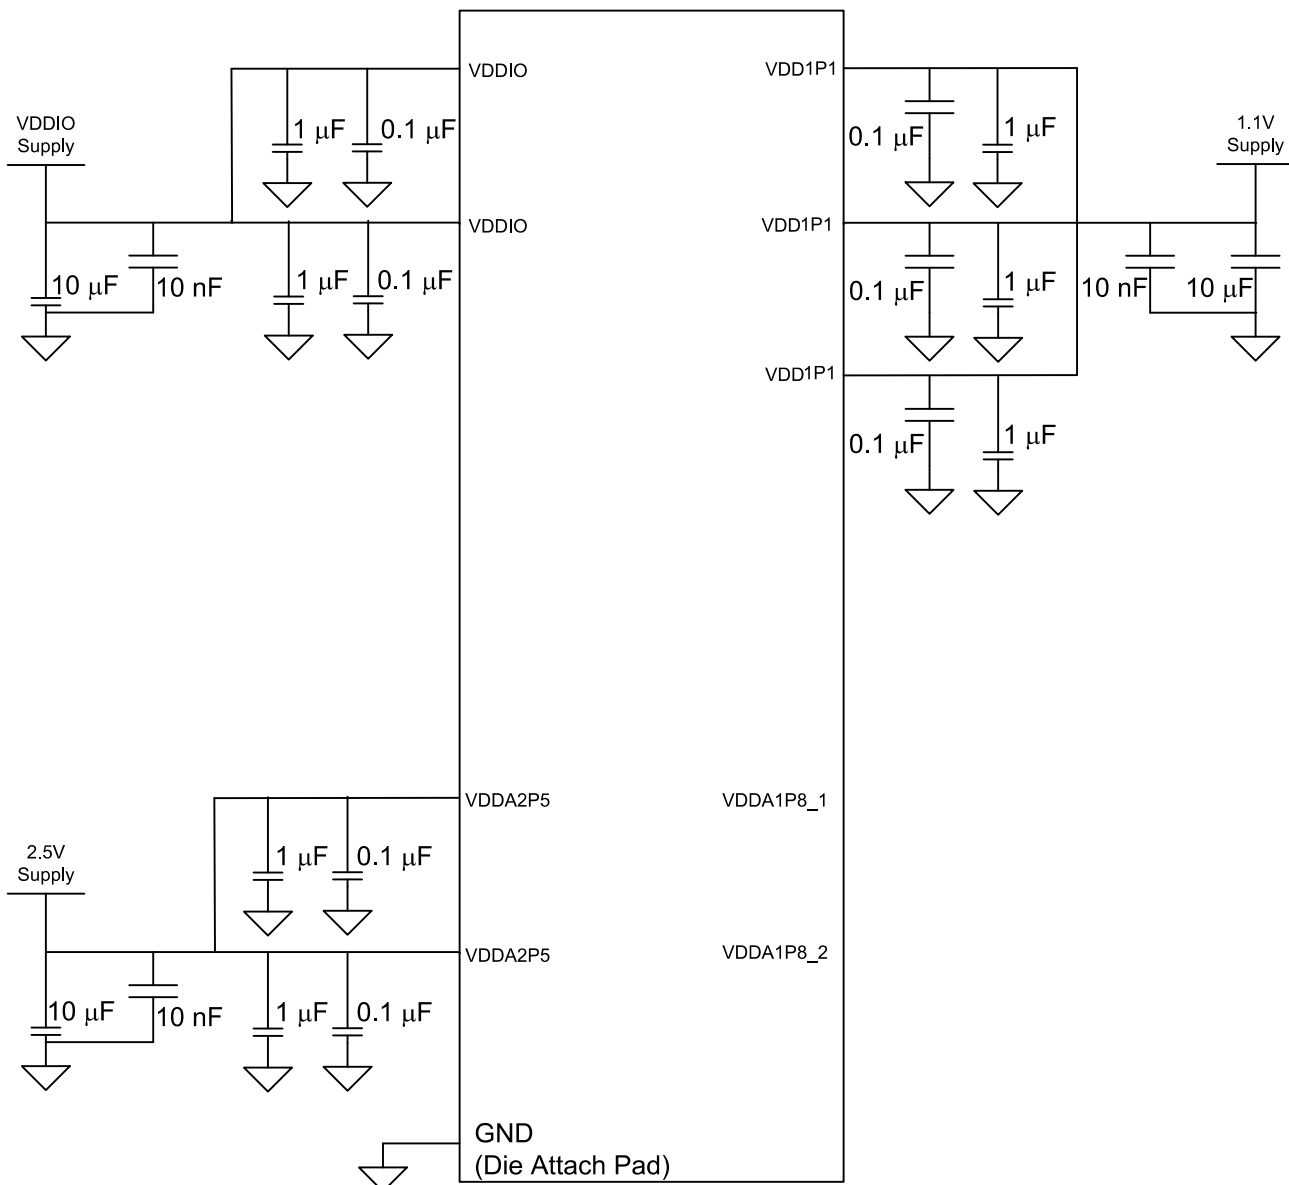 VDDIO
VDD1P1
1 μF
0.1 μF
0.1 μF
1 μF
VDDIO
Supply
1.1V
Supply
VDDIO
VDD1P1
10 μF
10 nF
1 μF
0.1 μF
0.1 μF
1 μF
10 nF
10 μF
VDD1P1
0.1 μF
1 μF
VDDA2P5
VDDA1P8_1
2.5V
Supply
1 μF
0.1 μF
VDDA2P5
VDDA1P8_2
10 μF
10 nF
1 μF
0.1 μF
GND
(Die Attach Pad)